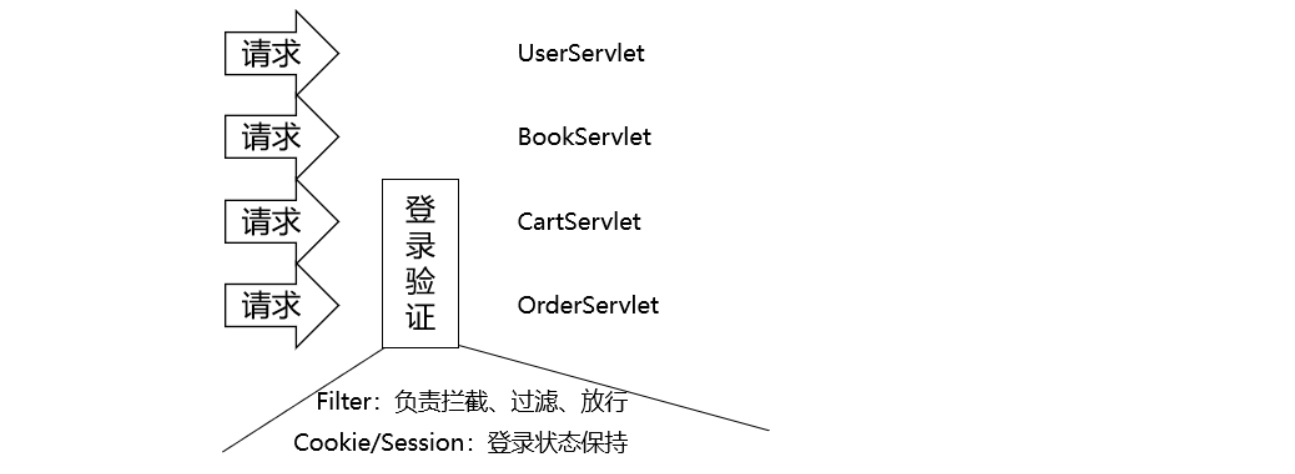 请求
UserServlet
请求
BookServlet
请求
登录验证
CartServlet
请求
OrderServlet
Filter：负责拦截、过滤、放行
Cookie/Session：登录状态保持